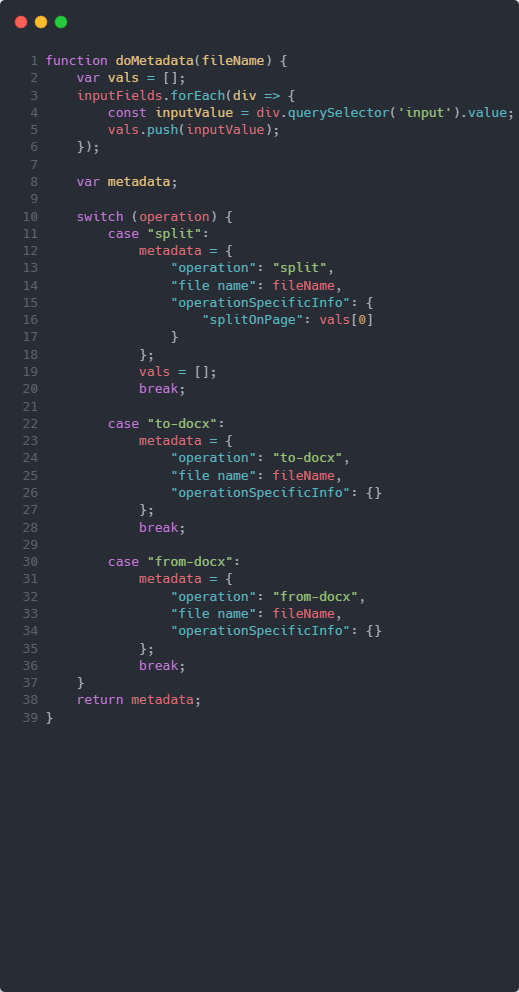 1 function doMetadata(fileName) {
2     var vals = [];
3     inputFields.forEach(div => {
4         const inputValue = div.querySelector('input').value;
5         vals.push(inputValue);
6     });
7
8     var metadata;
9
10     switch (operation) {
11         case "split":
12             metadata = {
13                 "operation": "split",
14                 "file name": fileName,
15                 "operationSpecificInfo": {
16                     "splitOnPage": vals[0]
17                 }
18             };
19             vals = [];
20             break;
21
22         case "to-docx":
23             metadata = {
24                 "operation": "to-docx",
25                 "file name": fileName,
26                 "operationSpecificInfo": {}
27             };
28             break;
29
30         case "from-docx":
31             metadata = {
32                 "operation": "from-docx",
33                 "file name": fileName,
34                 "operationSpecificInfo": {}
35             };
36             break;
37     }
38     return metadata;
39 }